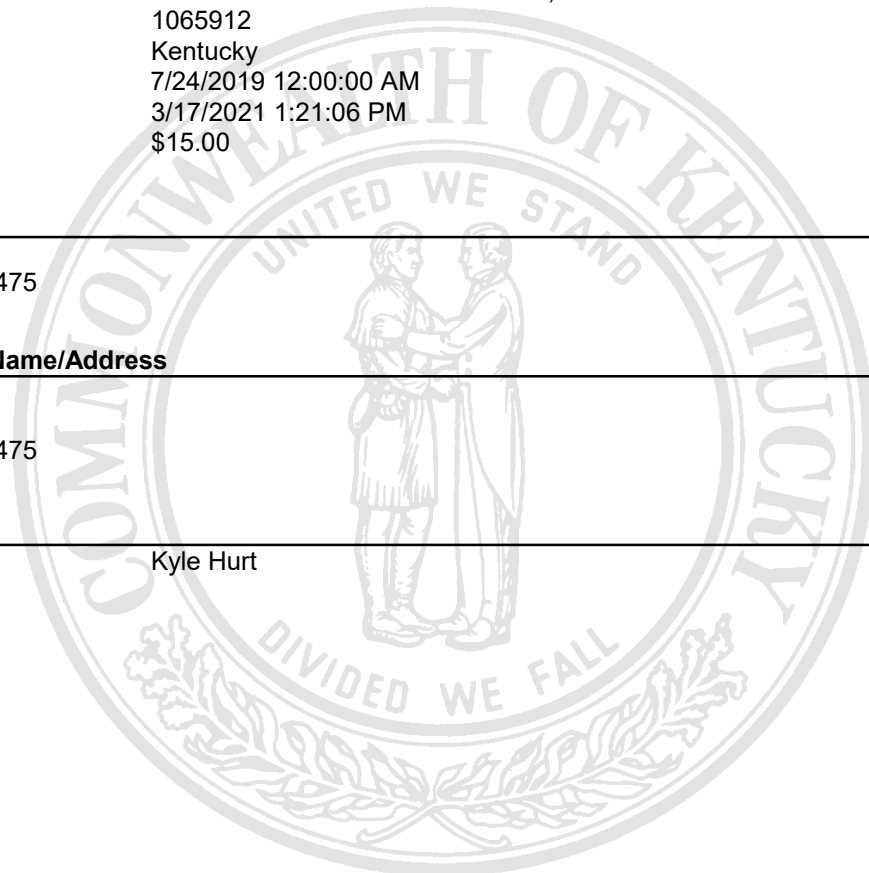 1065912
Kentucky
7/24/2019 12:00:00 AM
3/17/2021 1:21:06 PM
$15.00
475
Name/Address
475
Kyle Hurt
COMMONWEALTH OF KENTUCKY
UNITED WE STAND
DIVIDED WE FALL